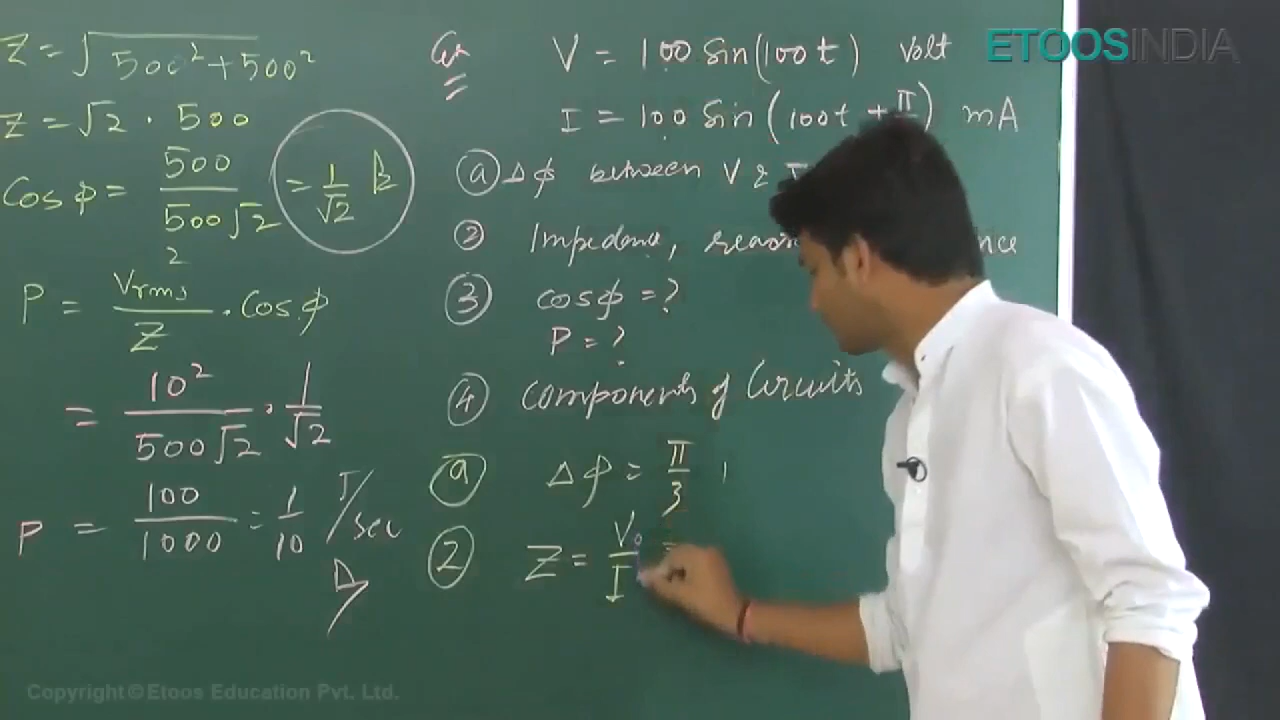 Z = √500² + 500²
Z = √2 · 500
Cos φ = 500 / 500√2 = 1/√2
2
P = Vrms / Z · Cos φ
= 10² / 500√2 · 1/√2
P = 100 / 1000 = 1/10 J/sec
V = 100 Sin(100t) volt
I = 100 Sin(100t + π/ ) mA
(a) Δφ between V &
(2) Impedance,
(3) cos φ = ?
P = ?
(4) Components of Circuits
(a) Δφ = π/3 ,
(2) Z = V₀ / I
ETOOSINDIA
Copyright © Etoos Education Pvt. Ltd.